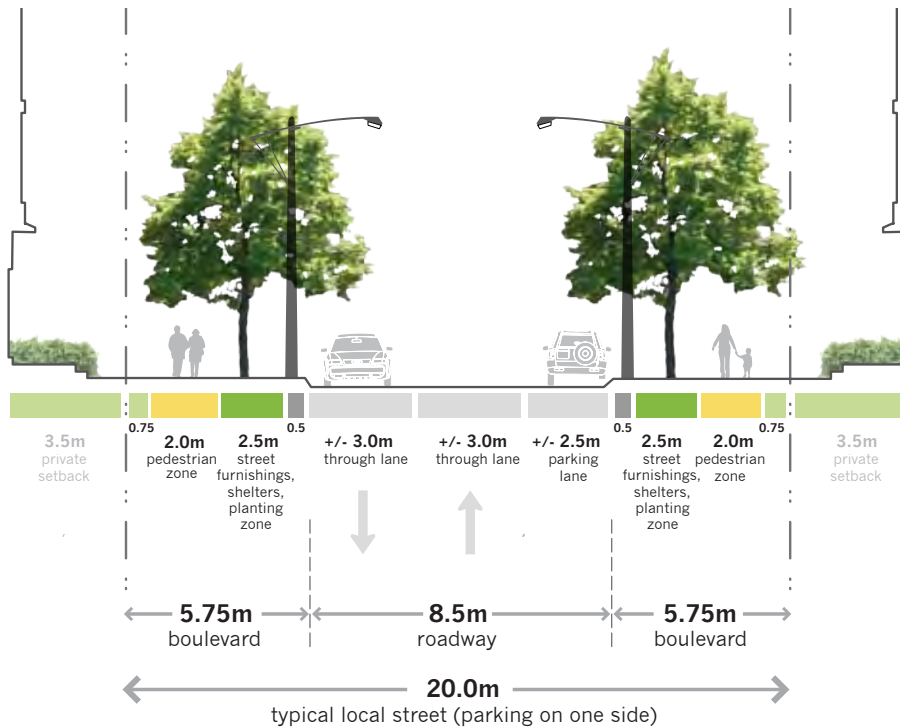 0.75
0.5
0.5
0.75
3.5m
private
setback
2.0m
pedestrian
zone
2.5m
street
furnishings,
shelters,
planting
zone
+/- 3.0m
through lane
+/- 3.0m
through lane
+/- 2.5m
parking
lane
2.5m
street
furnishings,
shelters,
planting
zone
2.0m
pedestrian
zone
3.5m
private
setback
5.75m
boulevard
8.5m
roadway
5.75m
boulevard
20.0m
typical local street (parking on one side)